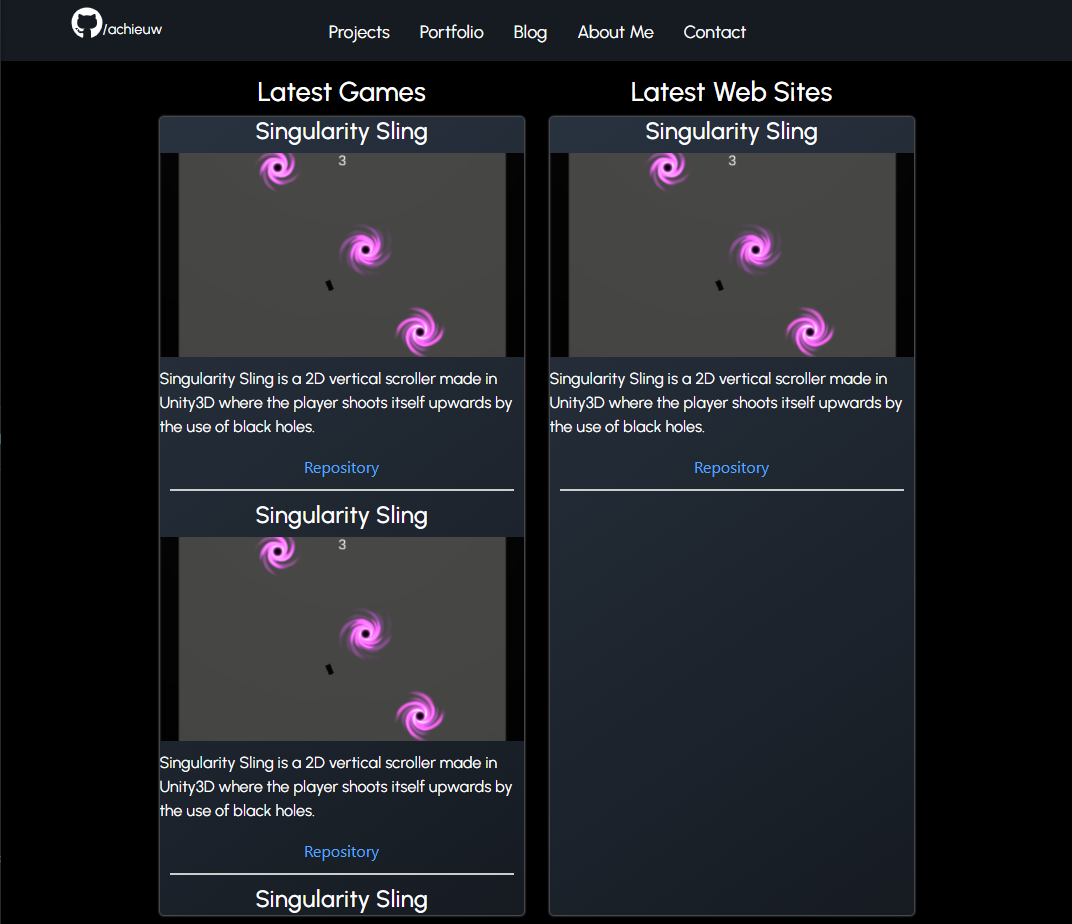 /achieuw
Projects Portfolio Blog About Me Contact
Latest Games
Singularity Sling
3
Singularity Sling is a 2D vertical scroller made in
Unity3D where the player shoots itself upwards by
the use of black holes.
Repository
Singularity Sling
3
Singularity Sling is a 2D vertical scroller made in
Unity3D where the player shoots itself upwards by
the use of black holes.
Repository
Singularity Sling
Latest Web Sites
Singularity Sling
3
Singularity Sling is a 2D vertical scroller made in
Unity3D where the player shoots itself upwards by
the use of black holes.
Repository